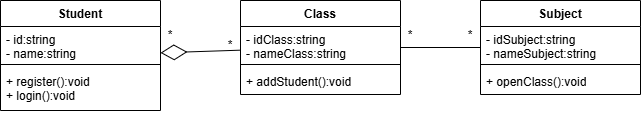 Student
- id:string
- name:string
+ register():void
+ login():void
*
*
Class
- idClass:string
- nameClass:string
+ addStudent():void
*
*
Subject
- idSubject:string
- nameSubject:string
+ openClass():void